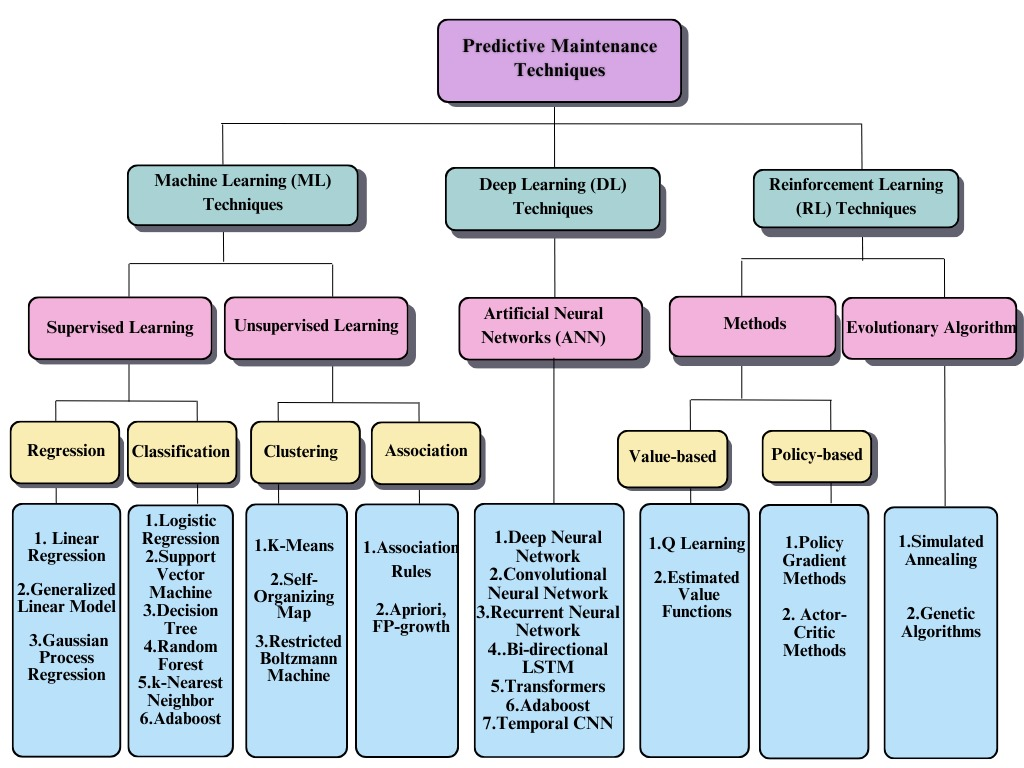 Predictive Maintenance
Techniques
Machine Learning (ML)
Techniques
Deep Learning (DL)
Techniques
Reinforcement Learning
(RL) Techniques
Supervised Learning
Unsupervised Learning
Artificial Neural
Networks (ANN)
Methods
Evolutionary Algorithm
Regression
Classification
Clustering
Association
Value-based
Policy-based
1. Linear
Regression
2.Generalized
Linear Model
3.Gaussian
Process
Regression
1.Logistic
Regression
2.Support
Vector
Machine
3.Decision
Tree
4.Random
Forest
5.k-Nearest
Neighbor
6.Adaboost
1.K-Means
2.Self-
Organizing
Map
3.Restricted
Boltzmann
Machine
1.Association
Rules
2.Apriori,
FP-growth
1.Deep Neural
Network
2.Convolutional
Neural Network
3.Recurrent Neural
Network
4..Bi-directional
LSTM
5.Transformers
6.Adaboost
7.Temporal CNN
1.Q Learning
2.Estimated
Value
Functions
1.Policy
Gradient
Methods
2. Actor-
Critic
Methods
1.Simulated
Annealing
2.Genetic
Algorithms